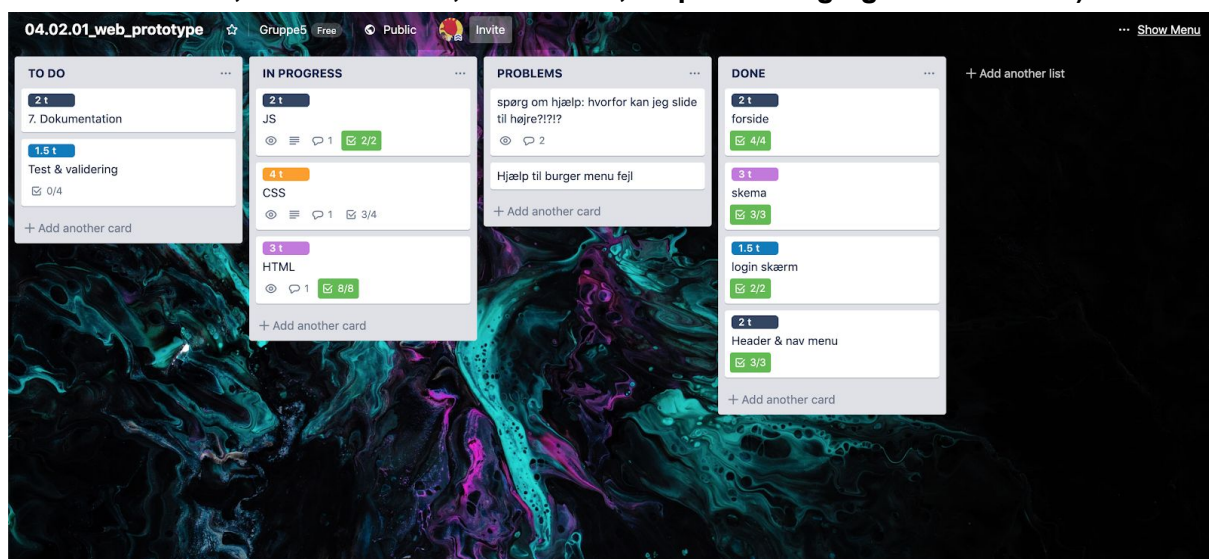 04.02.01_web_prototype Gruppe5 Free Public Invite ... Show Menu
TO DO ...
2 t
7. Dokumentation
1.5 t
Test & validering
0/4
+ Add another card
IN PROGRESS ...
2 t
JS
1 2/2
4 t
CSS
1 3/4
3 t
HTML
1 8/8
+ Add another card
PROBLEMS ...
spørg om hjælp: hvorfor kan jeg slide
til højre?!?!?
2
Hjælp til burger menu fejl
+ Add another card
DONE ...
2 t
forside
4/4
3 t
skema
3/3
1.5 t
login skærm
2/2
2 t
Header & nav menu
3/3
+ Add another card
+ Add another list